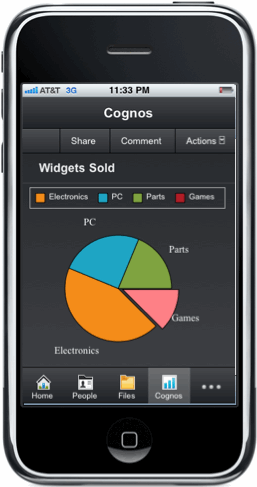 AT&T 3G 11:33 PM
Cognos
Share Comment Actions
Widgets Sold
Electronics PC Parts Games
PC
Parts
Games
Electronics
Home People Files Cognos